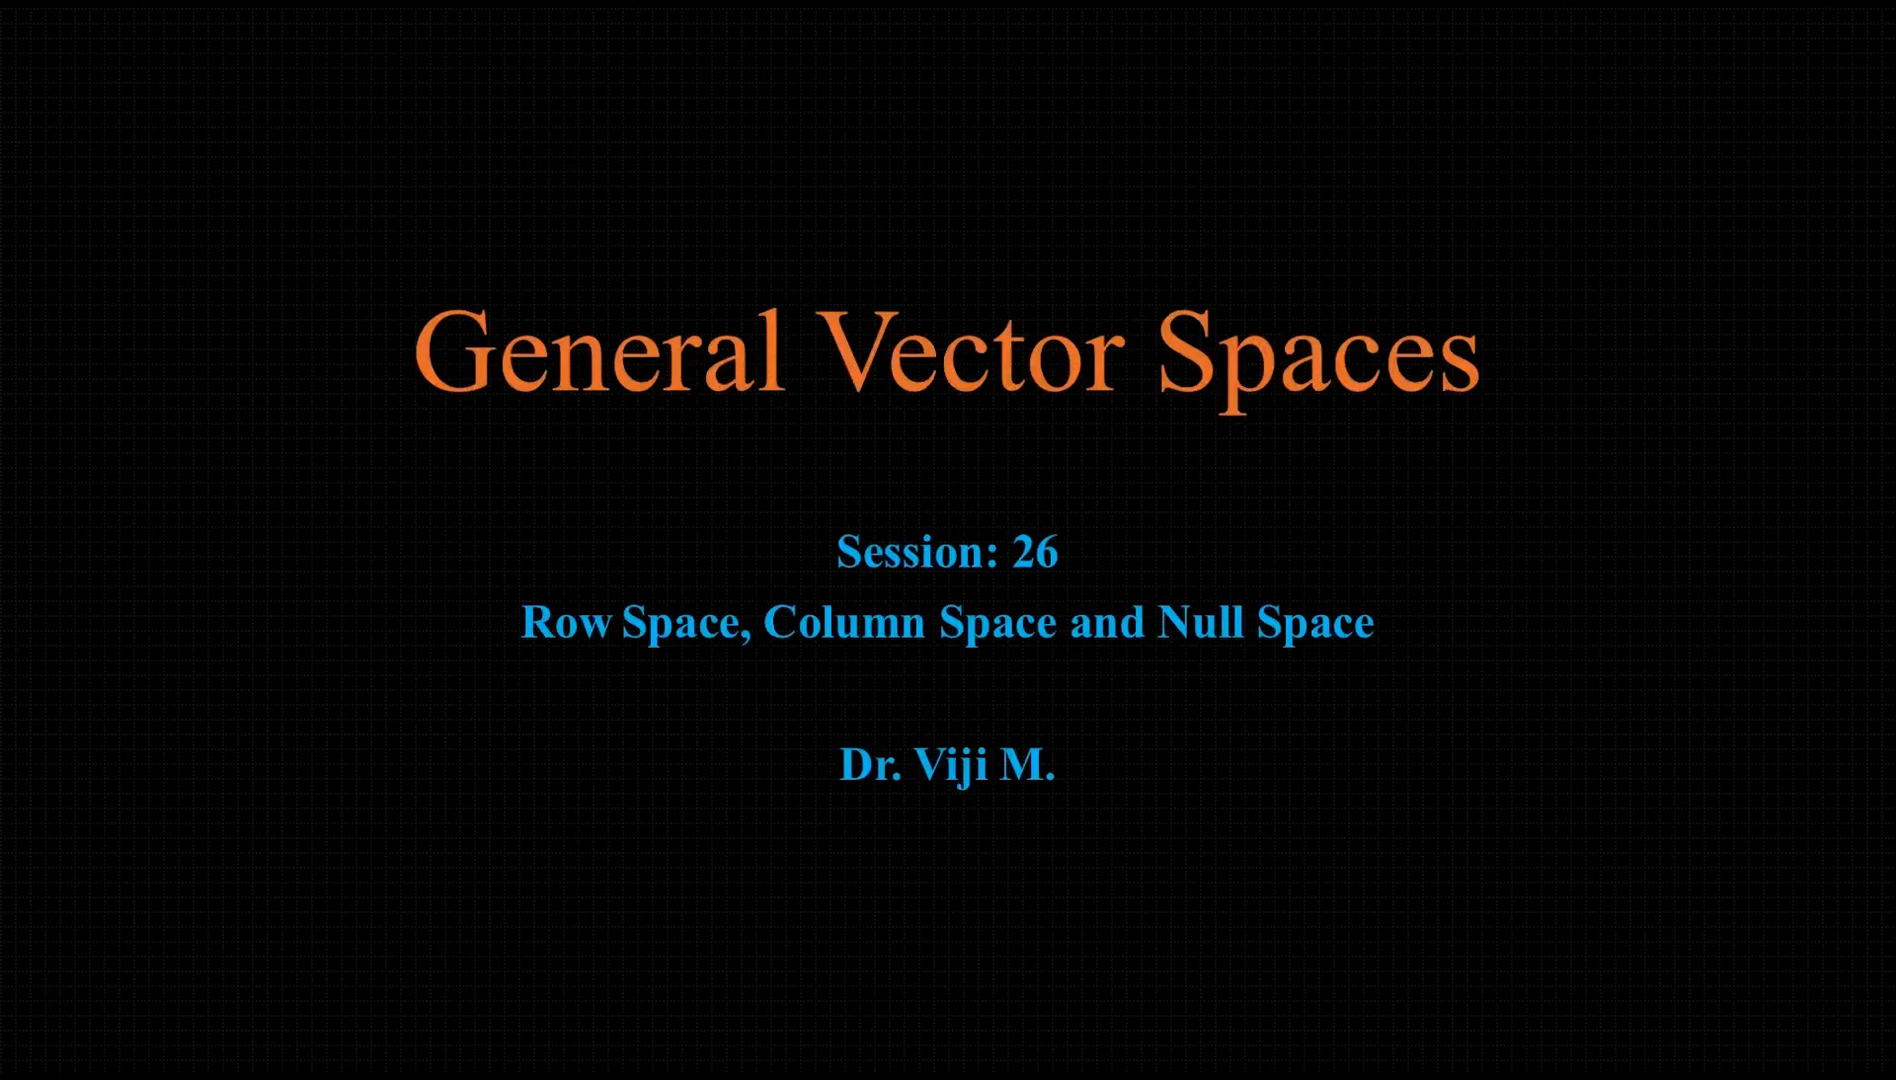 General Vector Spaces
Session: 26
Row Space, Column Space and Null Space
Dr. Viji M.